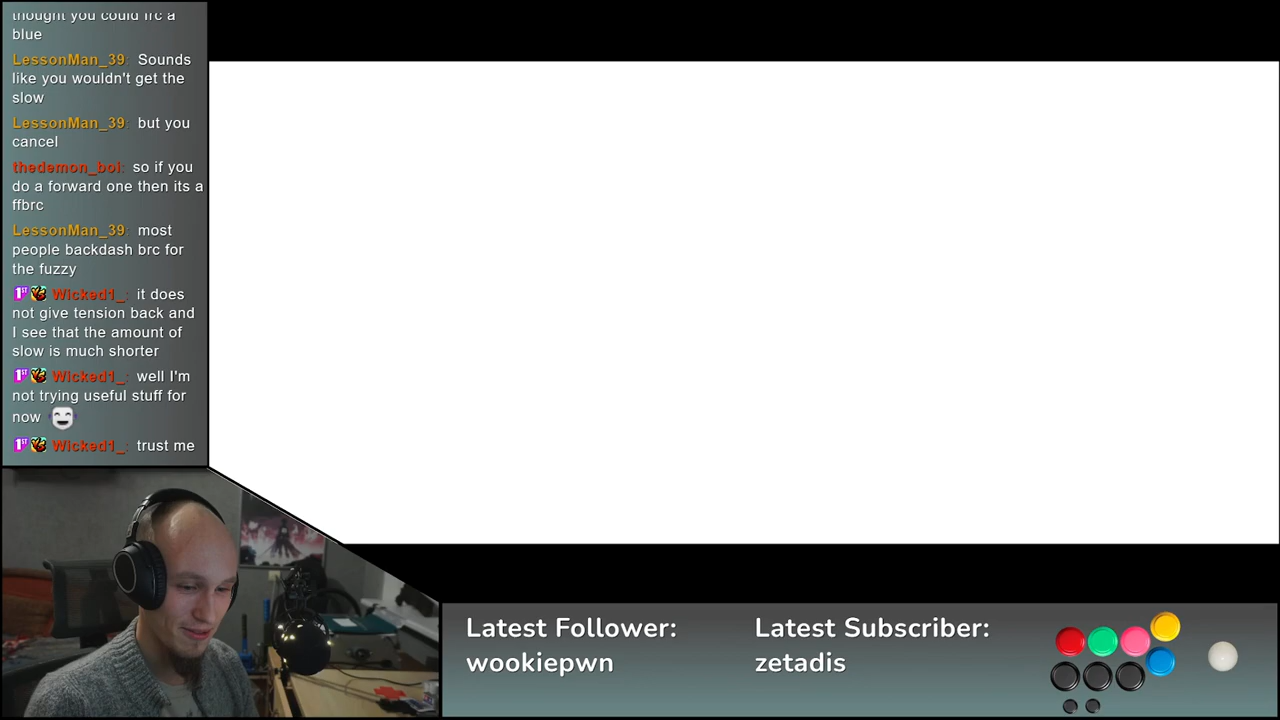 thought you could frc a
blue
LessonMan_39: Sounds
like you wouldn't get the
slow
LessonMan_39: but you
cancel
thedemon_boi: so if you
do a forward one then its a
ffbrc
LessonMan_39: most
people backdash brc for
the fuzzy
1ST Wicked1_: it does
not give tension back and
I see that the amount of
slow is much shorter
1ST Wicked1_: well I'm
not trying useful stuff for
now
1ST Wicked1_: trust me
Latest Follower:
wookiepwn
Latest Subscriber:
zetadis